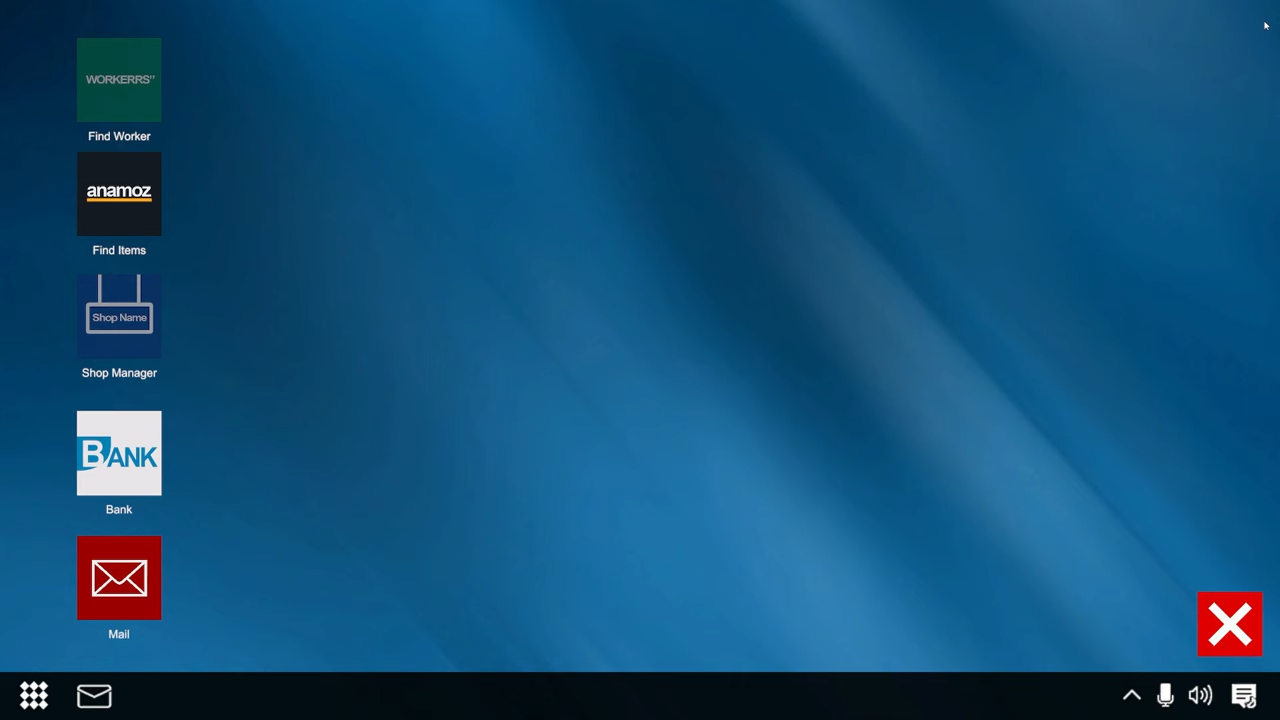 WORKERRS"
Find Worker
anamoz
Find Items
Shop Name
Shop Manager
BANK
Bank
Mail